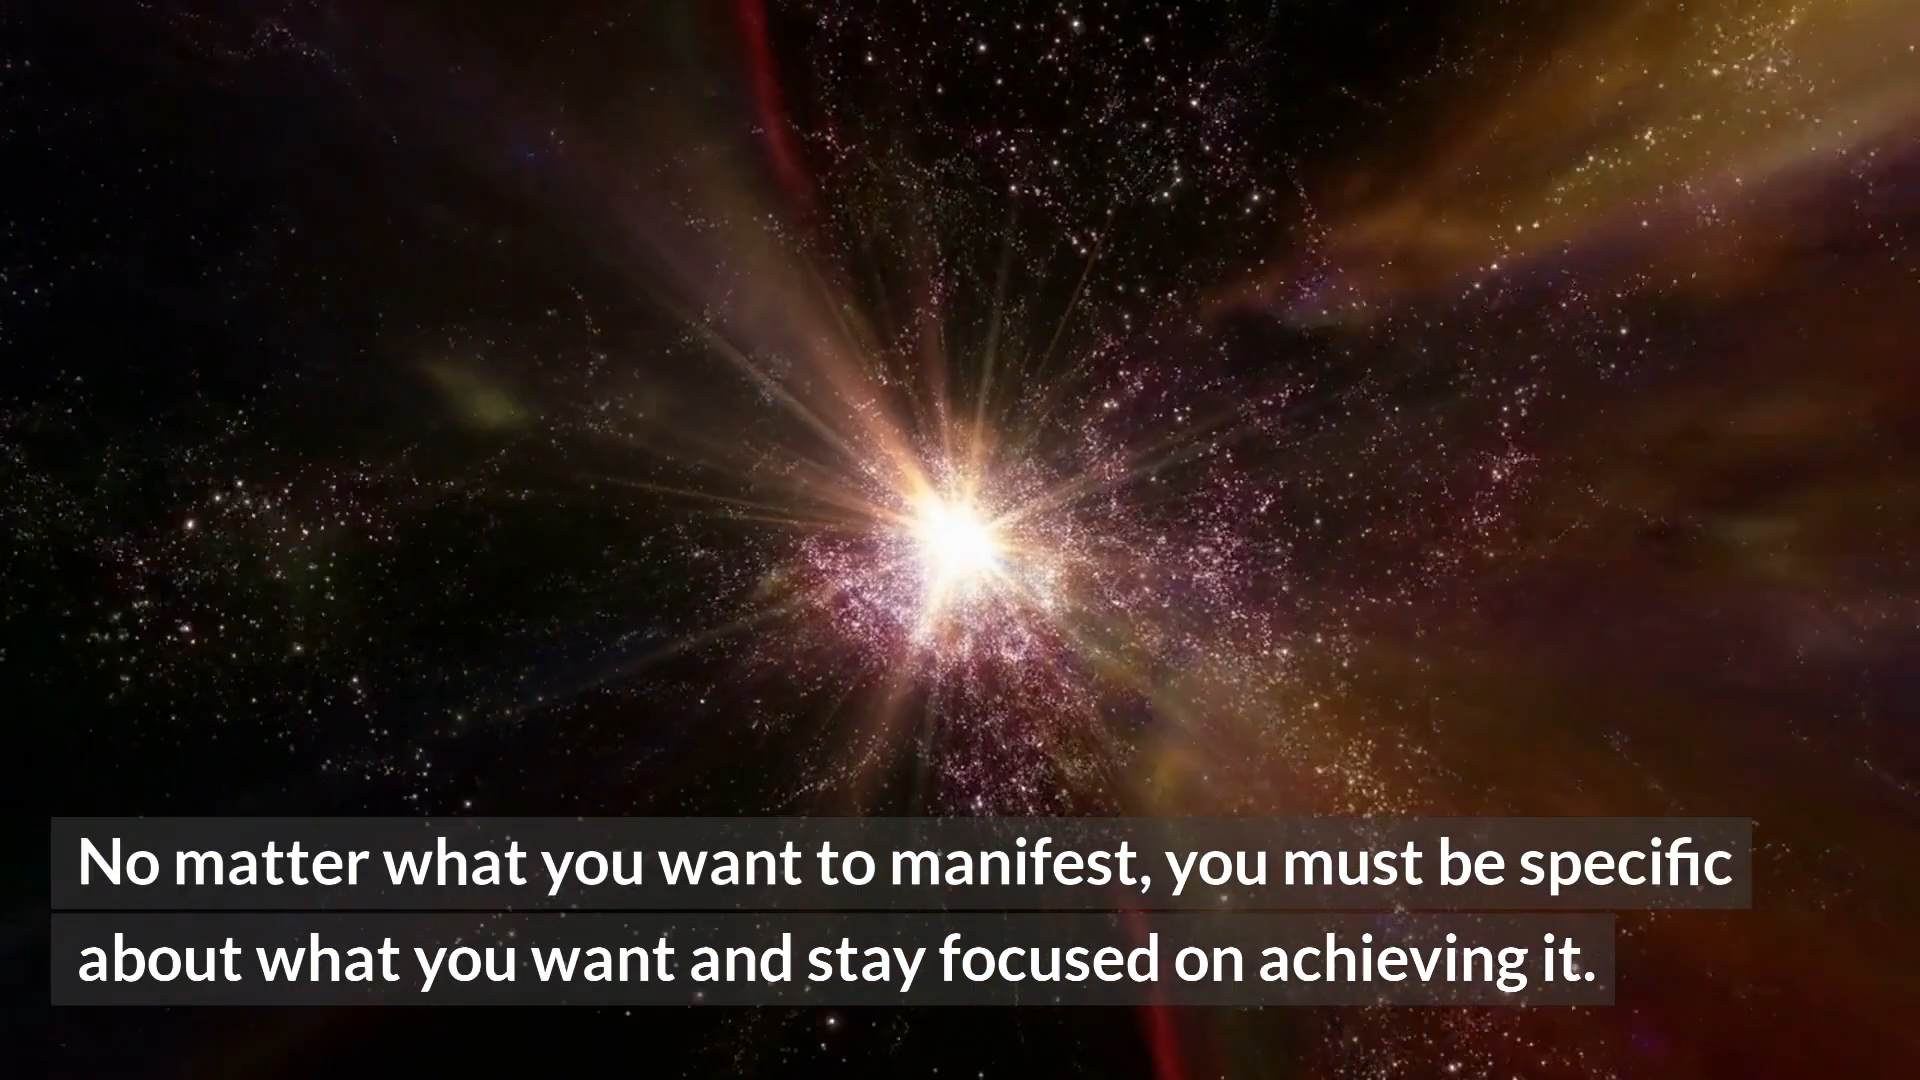 No matter what you want to manifest, you must be specific
about what you want and stay focused on achieving it.